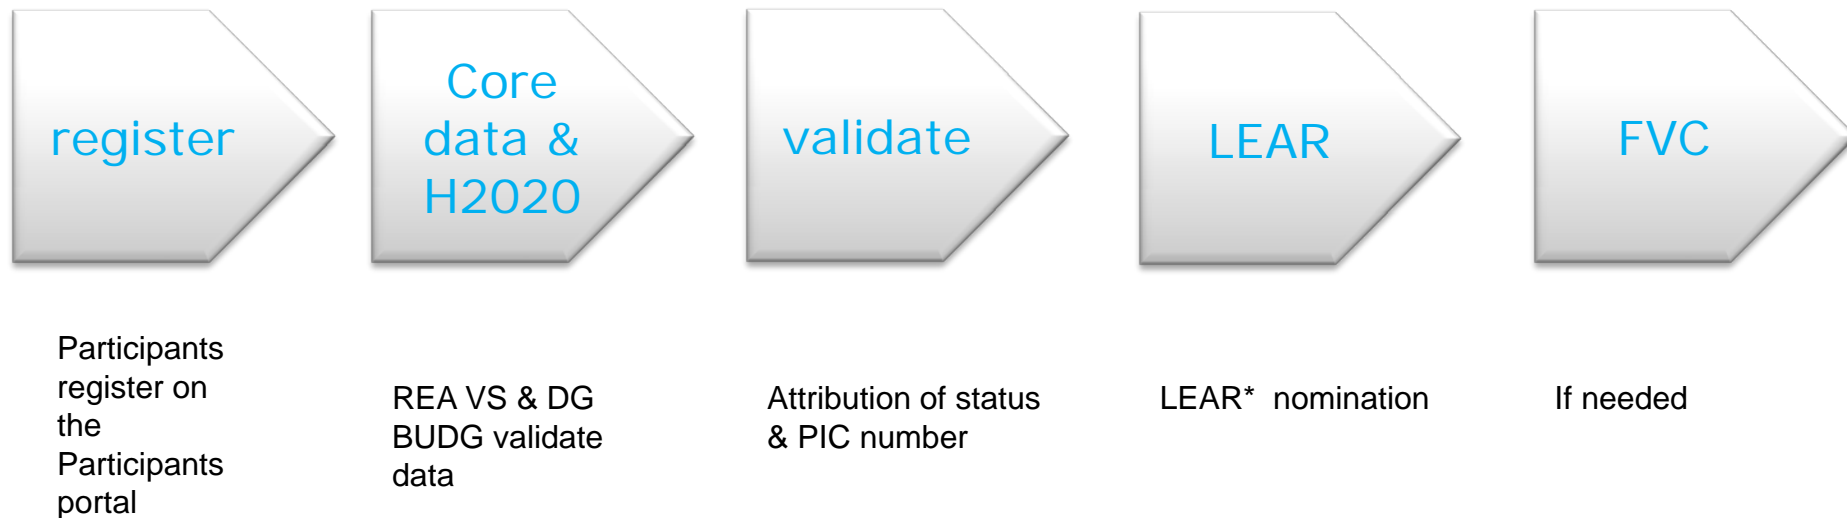 register
Core
data &
H2020
validate
LEAR
FVC
Participants
register on
the
Participants
portal
REA VS & DG
BUDG validate
data
Attribution of status
& PIC number
LEAR*  nomination
If needed